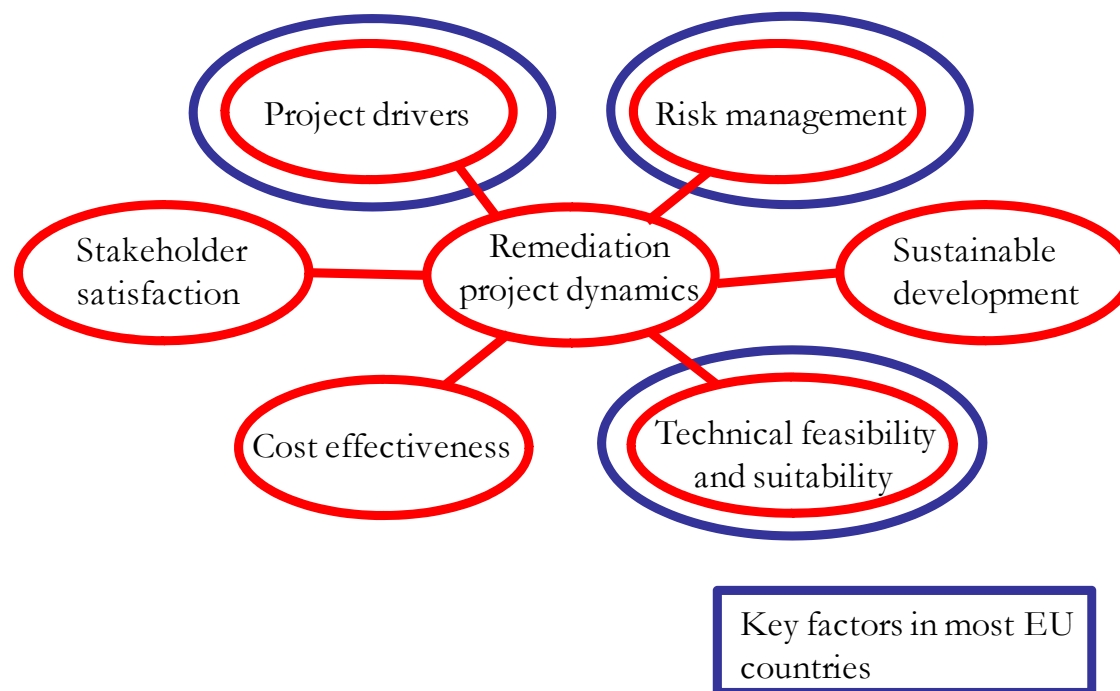 Project drivers
Risk management
Stakeholder
satisfaction
Remediation
project dynamics
Sustainable
development
Cost effectiveness
Technical feasibility
and suitability
Key factors in most EU
countries